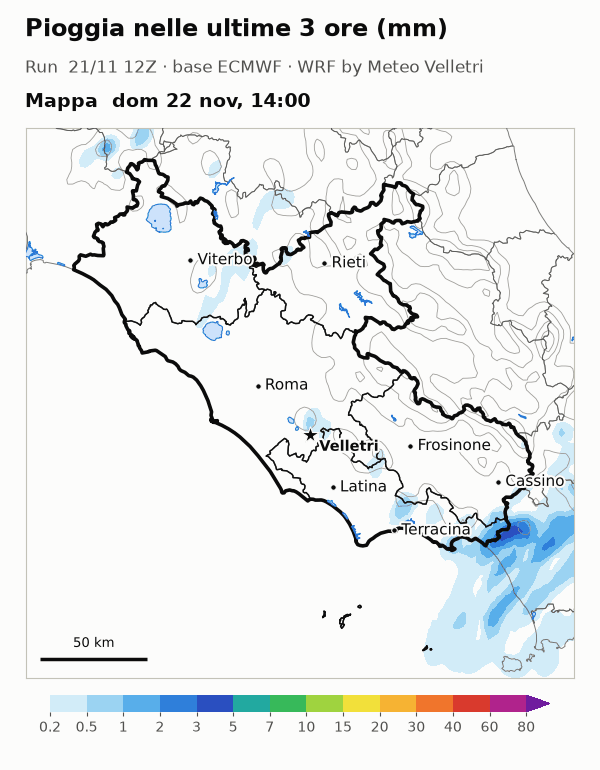 Pioggia nelle ultime 3 ore (mm)
Run 21/11 12Z · base ECMWF · WRF by Meteo Velletri
Mappa dom 22 nov, 14:00
Viterbo
Rieti
Roma
Velletri
Frosinone
Latina
Cassino
Terracina
50 km
0.2 0.5 1 2 3 5 7 10 15 20 30 40 60 80